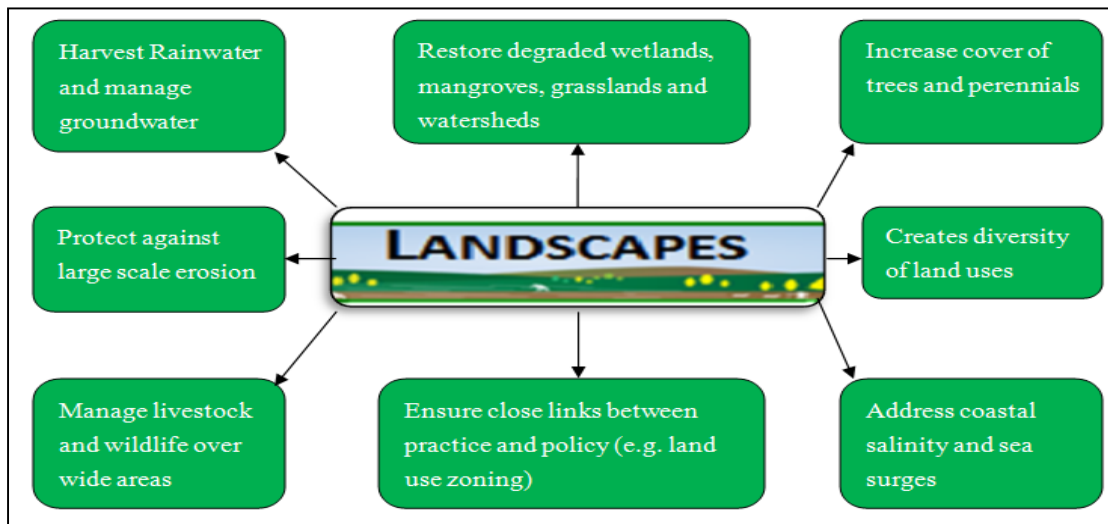 Harvest Rainwater
and manage
groundwater
Restore degraded wetlands,
mangroves, grasslands and
watersheds
Increase cover of
trees and perennials
Protect against
large scale erosion
LANDSCAPES
Creates diversity
of land uses
Manage livestock
and wildlife over
wide areas
Ensure close links between
practice and policy (e.g. land
use zoning)
Address coastal
salinity and sea
surges